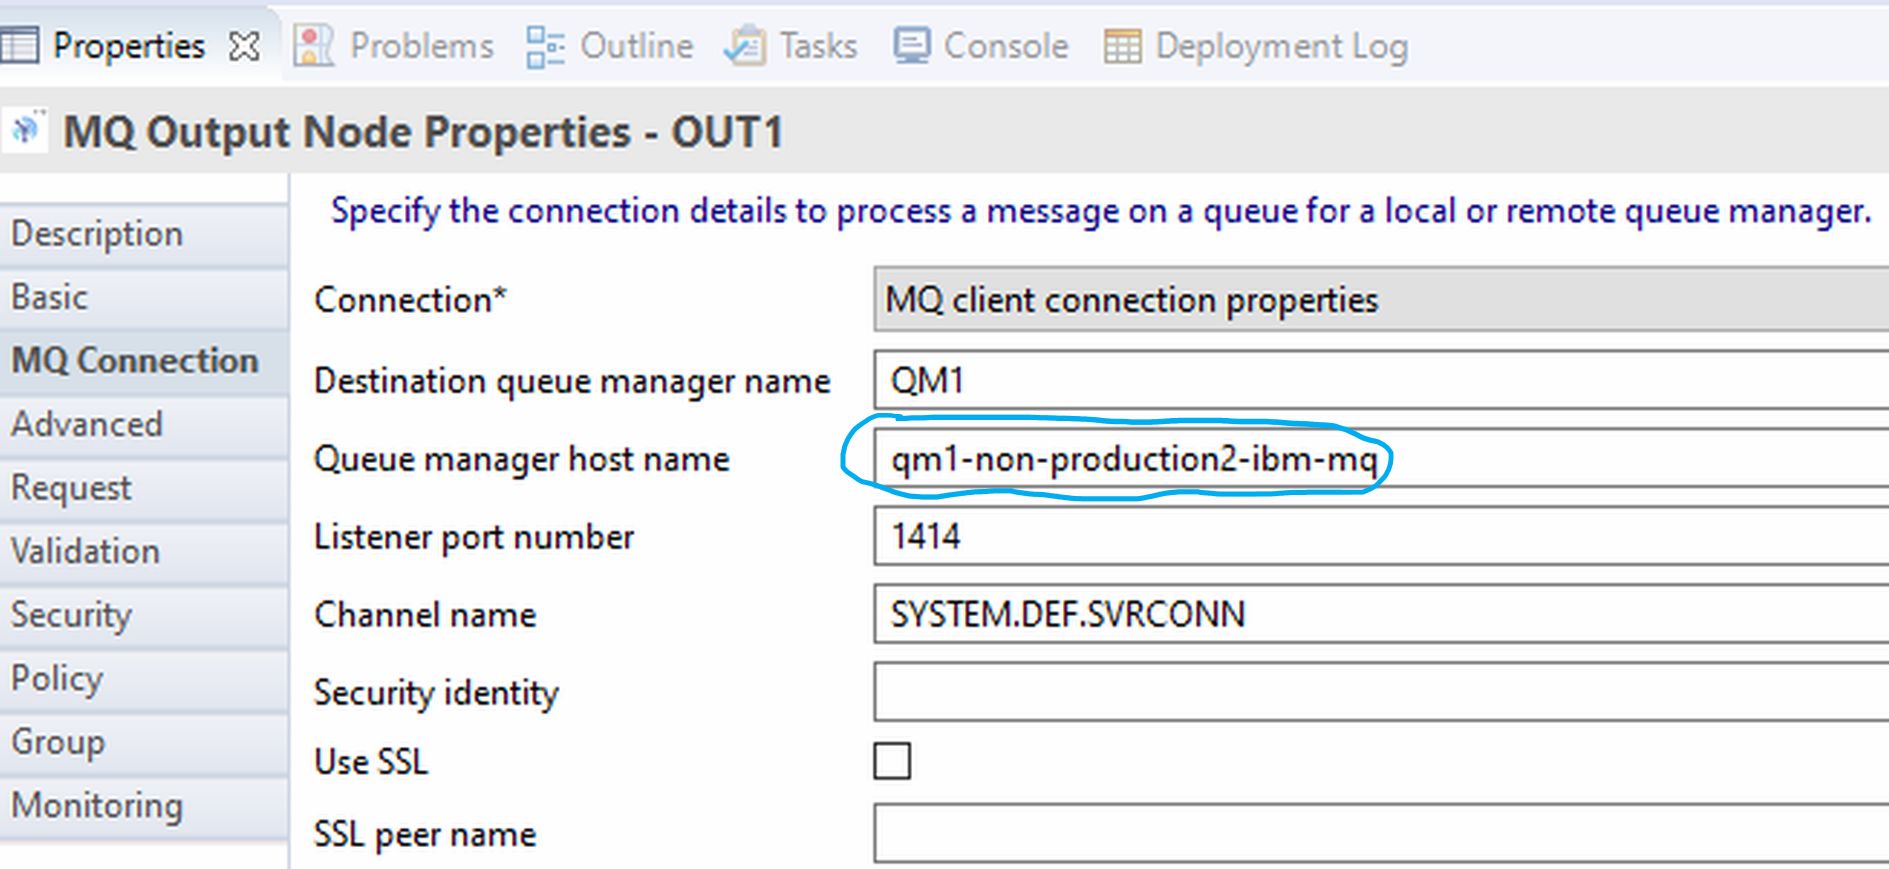 Properties Problems Outline Tasks Console Deployment Log
MQ Output Node Properties - OUT1
Description
Basic
MQ Connection
Advanced
Request
Validation
Security
Policy
Group
Monitoring
Specify the connection details to process a message on a queue for a local or remote queue manager.
Connection* MQ client connection properties
Destination queue manager name QM1
Queue manager host name qm1-non-production2-ibm-mq
Listener port number 1414
Channel name SYSTEM.DEF.SVRCONN
Security identity
Use SSL
SSL peer name